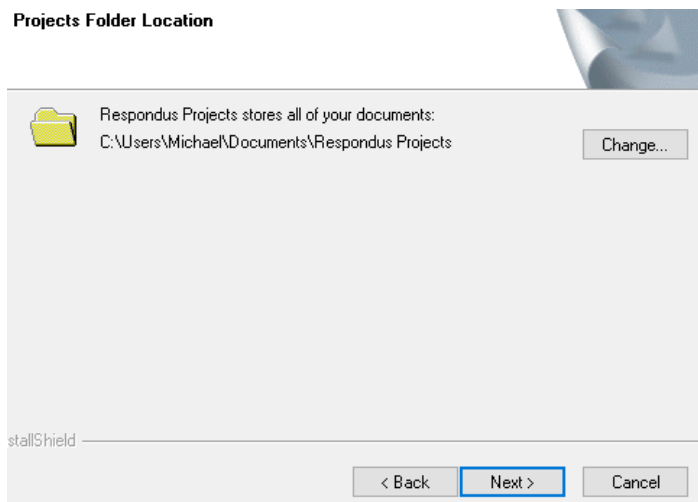 Projects Folder Location
Respondus Projects stores all of your documents:
C:\Users\Michael\Documents\Respondus Projects
Change...
stallShield
< Back
Next >
Cancel